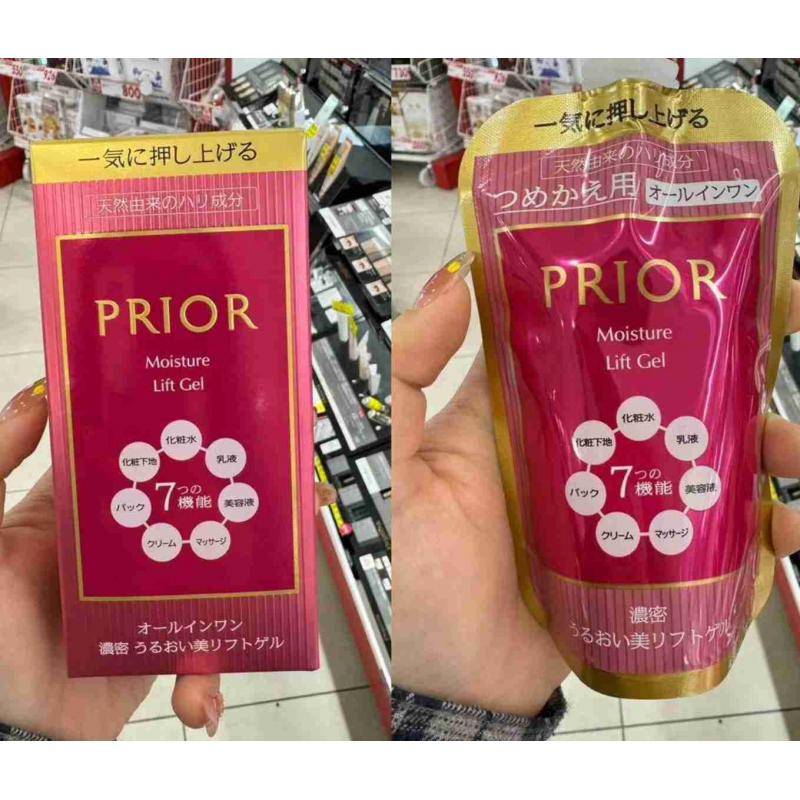 一気に押し上げる
天然由来のハリ成分
PRIOR
Moisture
Lift Gel
化粧水
乳液
美容液
マッサージ
クリーム
パック
化粧下地
7つの機能
オールインワン
濃密 うるおい美リフトゲル
800
一気に押し上げる
天然由来のハリ成分
つめかえ用 オールインワン
PRIOR
Moisture
Lift Gel
化粧水
乳液
美容液
マッサージ
クリーム
パック
化粧下地
7つの機能
濃密
うるおい美リフトゲル